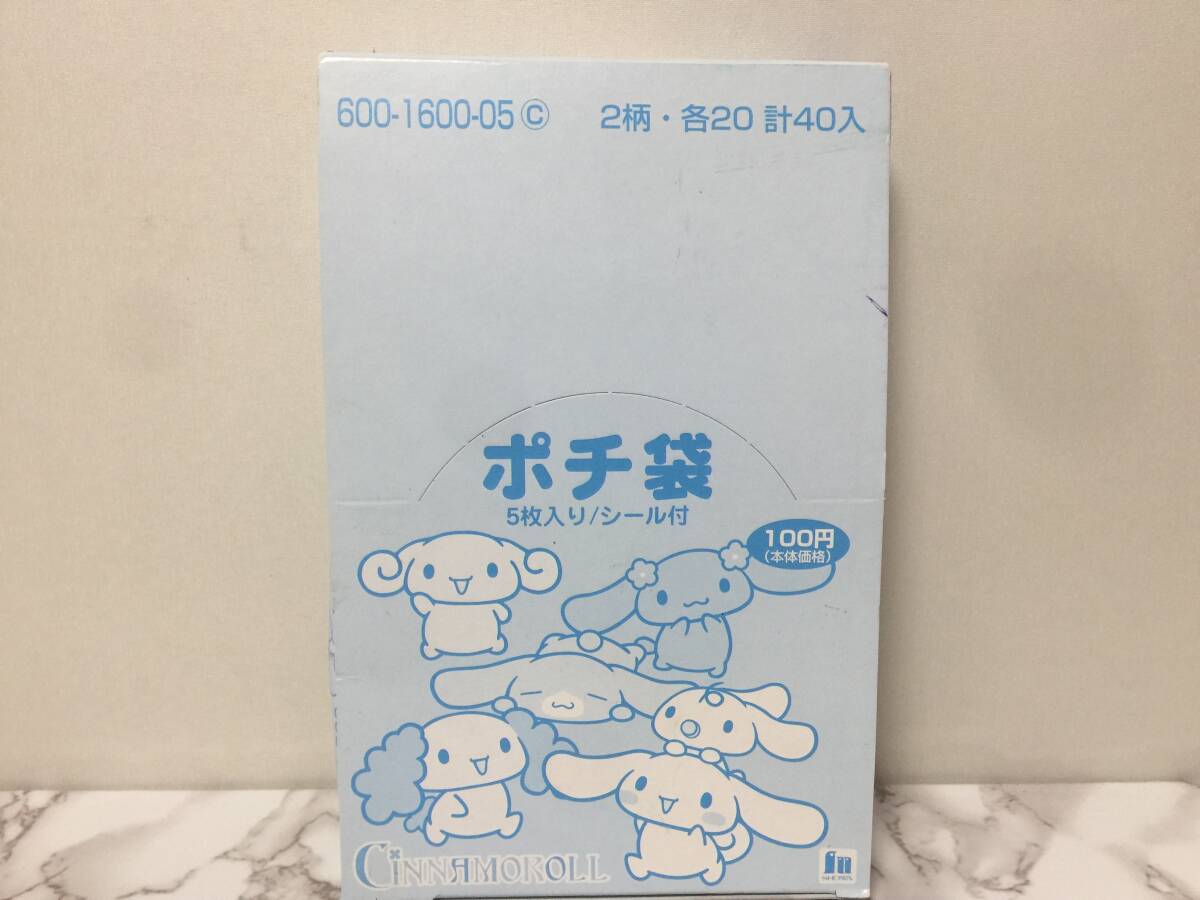 600-1600-05 Ⓒ 2柄・各20 計40入
ポチ袋
5枚入り/シール付
100円
(本体価格)
CINNAMOROLL